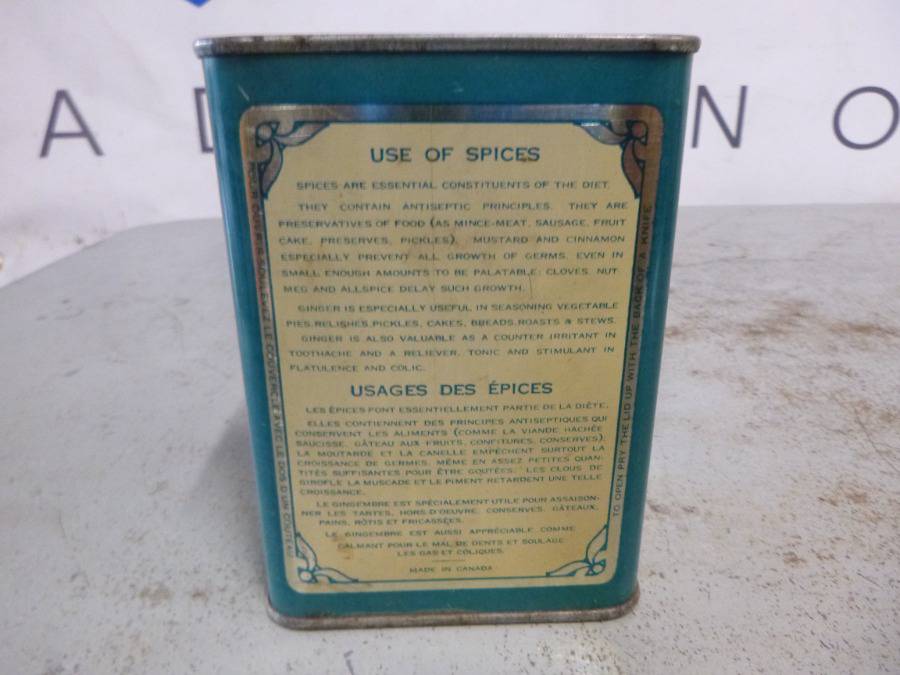 A D N O
USE OF SPICES
SPICES ARE ESSENTIAL CONSTITUENTS OF THE DIET.
THEY CONTAIN ANTISEPTIC PRINCIPLES. THEY ARE
PRESERVATIVES OF FOOD (AS MINCE-MEAT, SAUSAGE, FRUIT
CAKE, PRESERVES, PICKLES). MUSTARD AND CINNAMON
ESPECIALLY PREVENT ALL GROWTH OF GERMS, EVEN IN
SMALL ENOUGH AMOUNTS TO BE PALATABLE; CLOVES, NUT-
MEG AND ALLSPICE DELAY SUCH GROWTH.
GINGER IS ESPECIALLY USEFUL IN SEASONING VEGETABLE
PIES, RELISHES, PICKLES, CAKES, BREADS, ROASTS & STEWS.
GINGER IS ALSO VALUABLE AS A COUNTER IRRITANT IN
TOOTHACHE AND A RELIEVER, TONIC AND STIMULANT IN
FLATULENCE AND COLIC.
USAGES DES ÉPICES
LES ÉPICES FONT ESSENTIELLEMENT PARTIE DE LA DIÈTE.
ELLES CONTIENNENT DES PRINCIPES ANTISEPTIQUES QUI
CONSERVENT LES ALIMENTS (COMME LA VIANDE HACHÉE
SAUCISSE, GÂTEAU AUX FRUITS, CONFITURES, CONSERVES).
LA MOUTARDE ET LA CANELLE EMPÊCHENT SURTOUT LA
CROISSANCE DE GERMES, MÊME EN ASSEZ PETITES QUAN-
TITÉS SUFFISANTES POUR ÊTRE GOUTÉES. LES CLOUS DE
GIROFLE LA MUSCADE ET LE PIMENT RETARDENT UNE TELLE
CROISSANCE.
LE GINGEMBRE EST SPÉCIALEMENT UTILE POUR ASSAISON-
NER LES TARTES, HORS D'OEUVRE, CONSERVES, GÂTEAUX,
PAINS, RÔTIS ET FRICASSÉES.
LE GINGEMBRE EST AUSSI APPRÉCIABLE COMME
CALMANT POUR LE MAL DE DENTS ET SOULAGE
LES GAS ET COLIQUES.
MADE IN CANADA
POUR OUVRIR SOULEVEZ LE COUVERCLE AVEC LE DOS D'UN COUTEAU
TO OPEN PRY THE LID UP WITH THE BACK OF A KNIFE